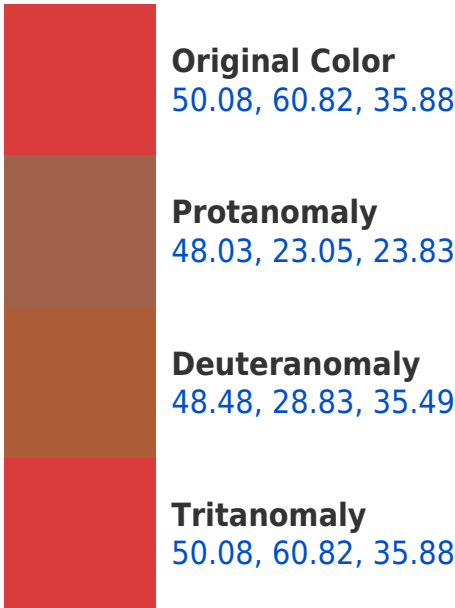 Original Color
50.08, 60.82, 35.88
Protanomaly
48.03, 23.05, 23.83
Deuteranomaly
48.48, 28.83, 35.49
Tritanomaly
50.08, 60.82, 35.88